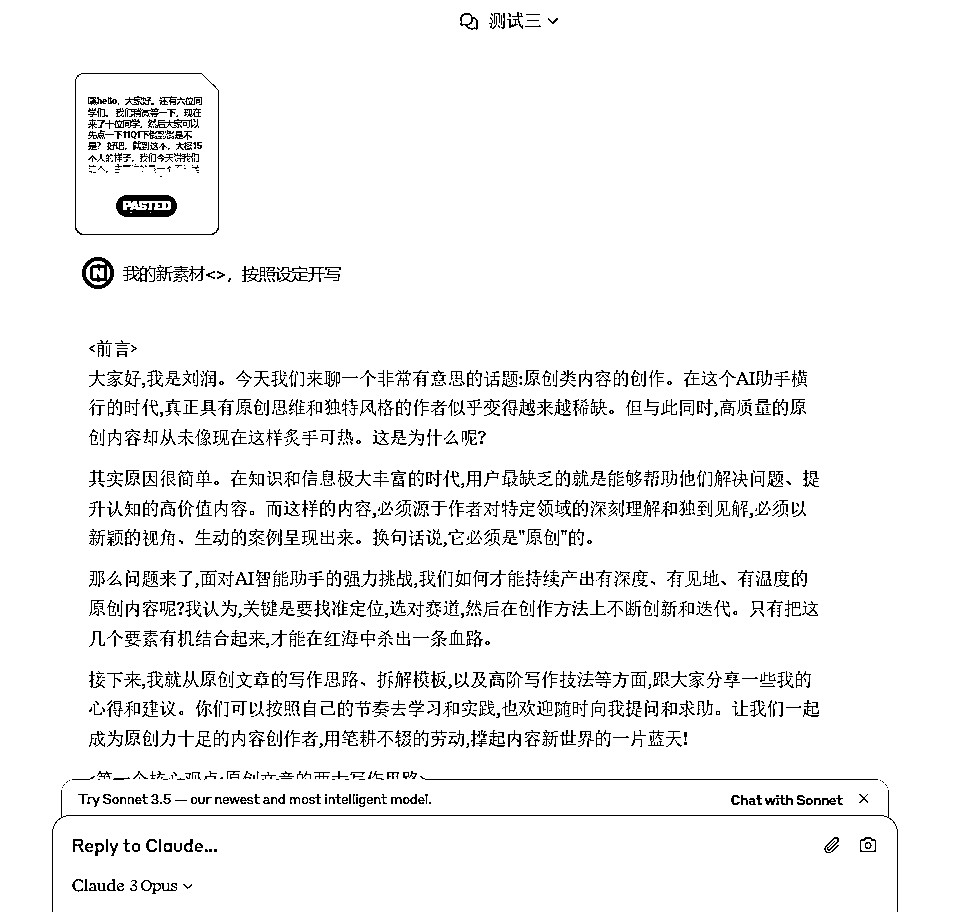 测试三
嘿hello，大家好。还有六位同
学们。我们稍微等一下，现在
来了十位同学，然后大家可以
是？好吧，就到这个，大概15
个人的样子，我们今天讲我们
PASTED
我的新素材<>，按照设定开写
<前言>
大家好,我是刘润。今天我们来聊一个非常有意思的话题:原创类内容的创作。在这个AI助手横
行的时代,真正具有原创思维和独特风格的作者似乎变得越来越稀缺。但与此同时,高质量的原
创内容却从未像现在这样炙手可热。这是为什么呢?
其实原因很简单。在知识和信息极大丰富的时代,用户最缺乏的就是能够帮助他们解决问题、提
升认知的高价值内容。而这样的内容,必须源于作者对特定领域的深刻理解和独到见解,必须以
新颖的视角、生动的案例呈现出来。换句话说,它必须是"原创"的。
那么问题来了,面对AI智能助手的强力挑战,我们如何才能持续产出有深度、有见地、有温度的
原创内容呢?我认为,关键是要找准定位,选对赛道,然后在创作方法上不断创新和迭代。只有把这
几个要素有机结合起来,才能在红海中杀出一条血路。
接下来,我就从原创文章的写作思路、拆解模板,以及高阶写作技法等方面,跟大家分享一些我的
心得和建议。你们可以按照自己的节奏去学习和实践,也欢迎随时向我提问和求助。让我们一起
成为原创力十足的内容创作者,用笔耕不辍的劳动,撑起内容新世界的一片蓝天!
<第一个核心观点:原创文章的两大写作思路>
Try Sonnet 3.5 — our newest and most intelligent model.
Chat with Sonnet
Reply to Claude...
Claude 3 Opus